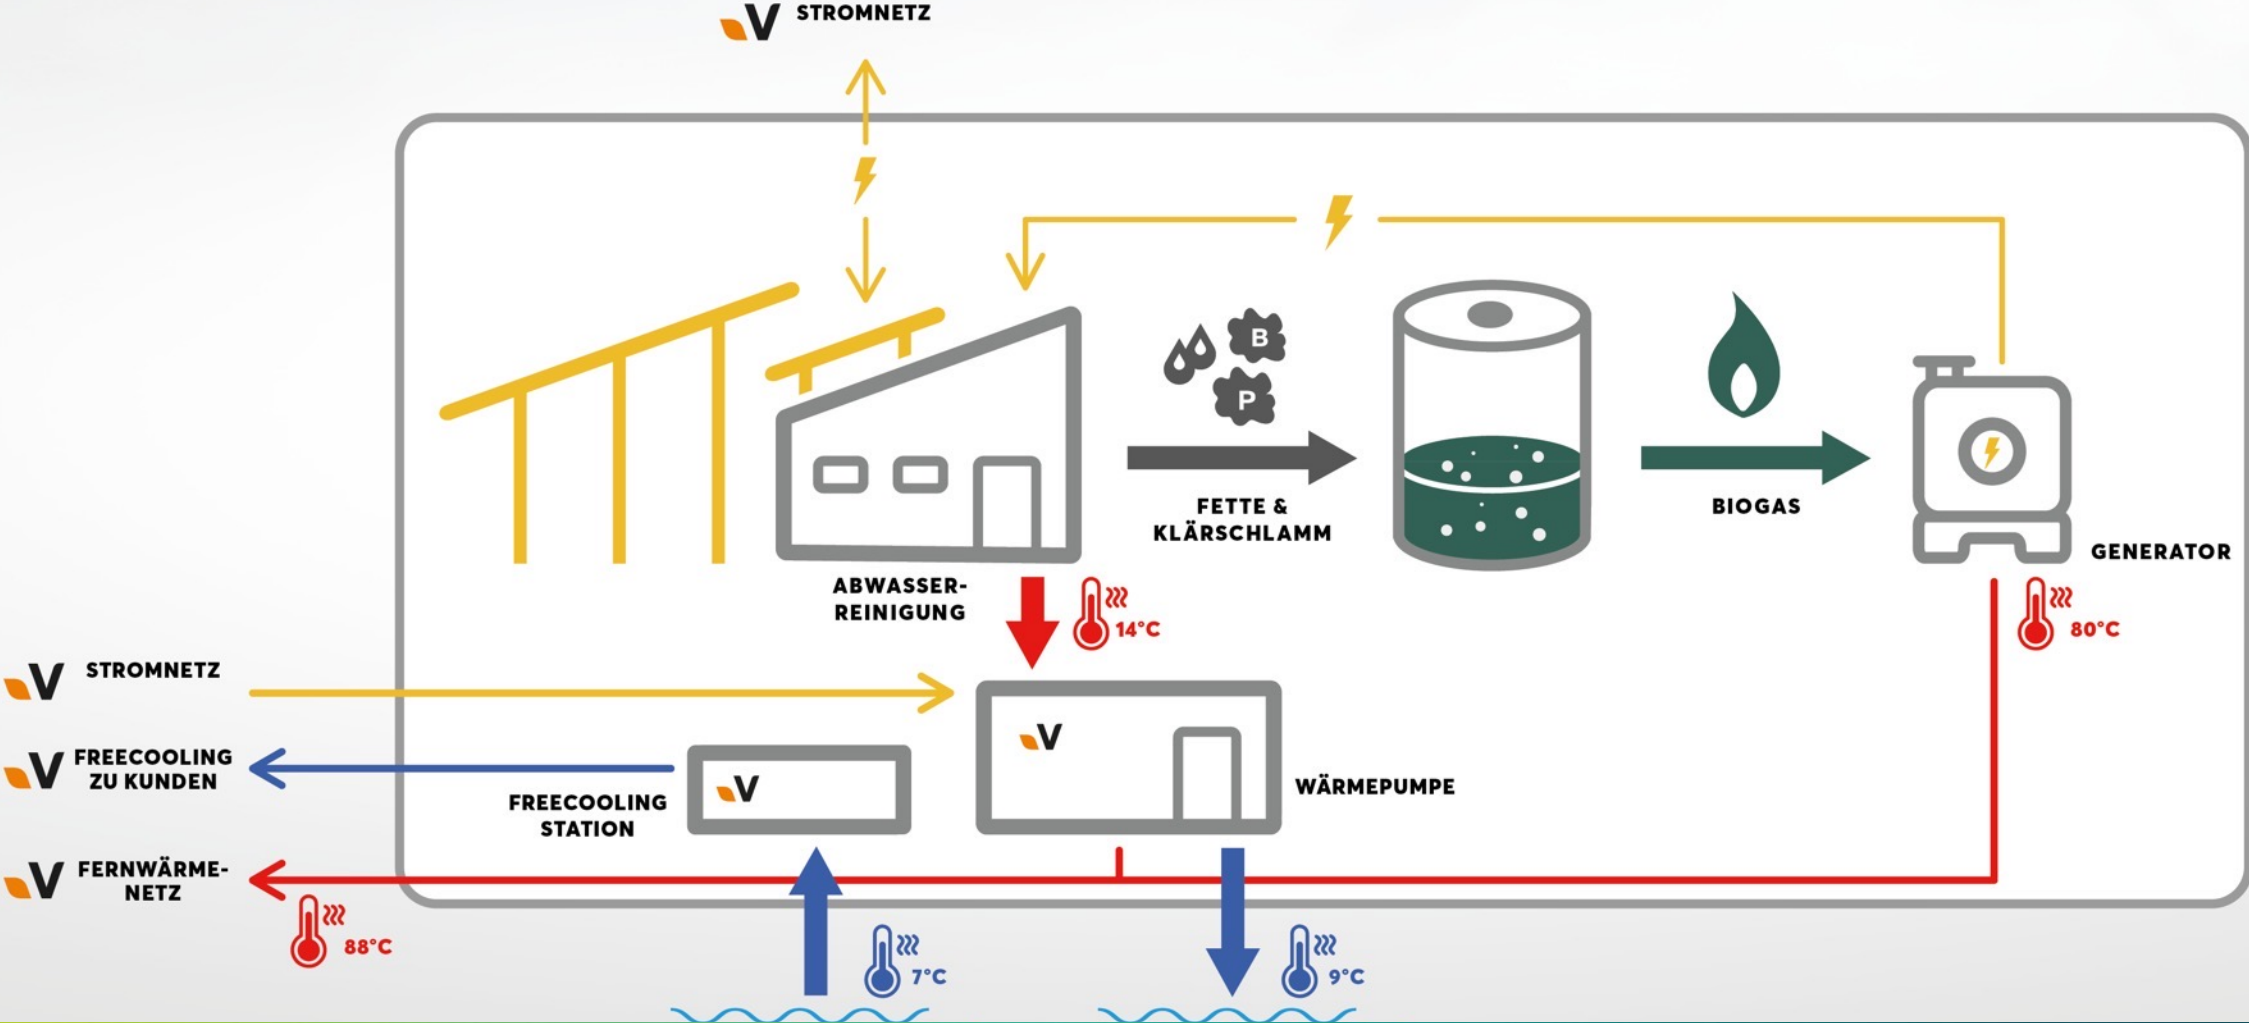 V STROMNETZ
B
P
FETTE &
KLÄRSCHLAMM
BIOGAS
GENERATOR
ABWASSER-
REINIGUNG
14°C
80°C
V STROMNETZ
V FREECOOLING
ZU KUNDEN
V
FREECOOLING
STATION
V
WÄRMEPUMPE
V FERNWÄRME-
NETZ
88°C
7°C
9°C